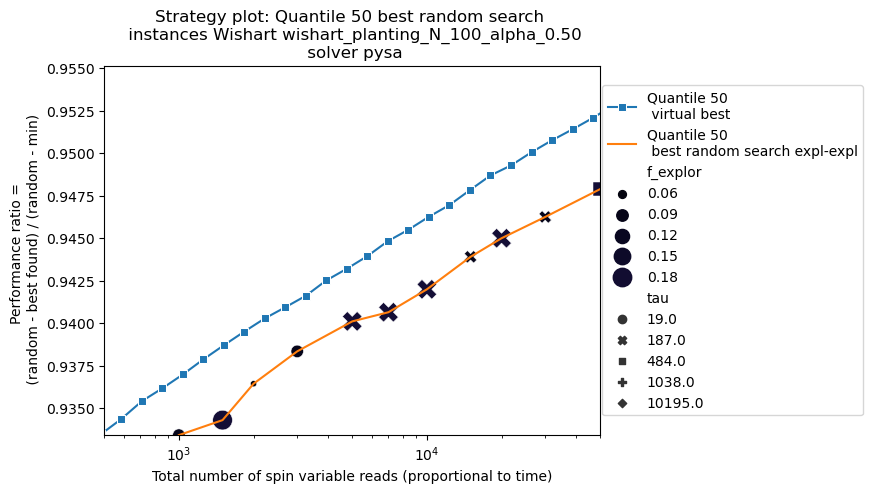 Strategy plot: Quantile 50 best random search
instances Wishart wishart_planting_N_100_alpha_0.50
solver pysa
Performance ratio =
(random - best found) / (random - min)
0.9550
0.9525
0.9500
0.9475
0.9450
0.9425
0.9400
0.9375
0.9350
10³
10⁴
Total number of spin variable reads (proportional to time)
Quantile 50
virtual best
Quantile 50
best random search expl-expl
f_explor
0.06
0.09
0.12
0.15
0.18
tau
19.0
187.0
484.0
1038.0
10195.0